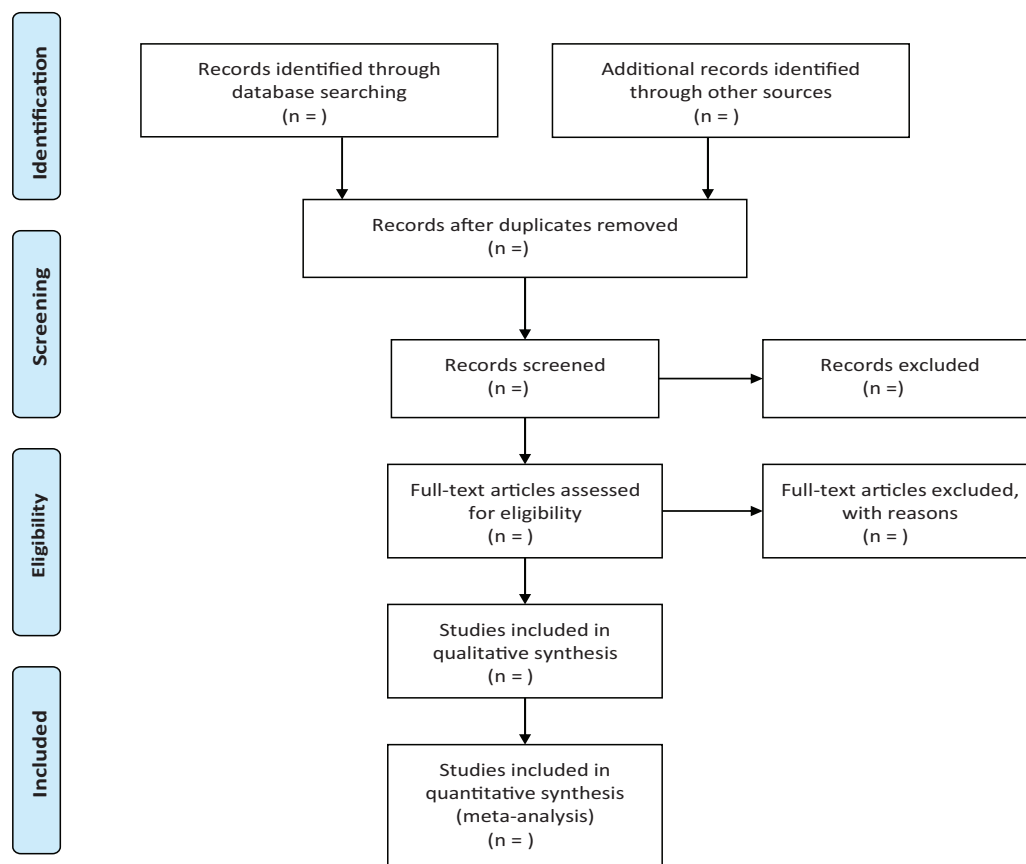 Identification
Records identified through
database searching
(n = )
Additional records identified
through other sources
(n = )
Records after duplicates removed
(n =)
Screening
Records screened
(n =)
Records excluded
(n =)
Eligibility
Full-text articles assessed
for eligibility
(n = )
Full-text articles excluded,
with reasons
(n = )
Studies included in
qualitative synthesis
(n = )
Included
Studies included in
quantitative synthesis
(meta-analysis)
(n = )